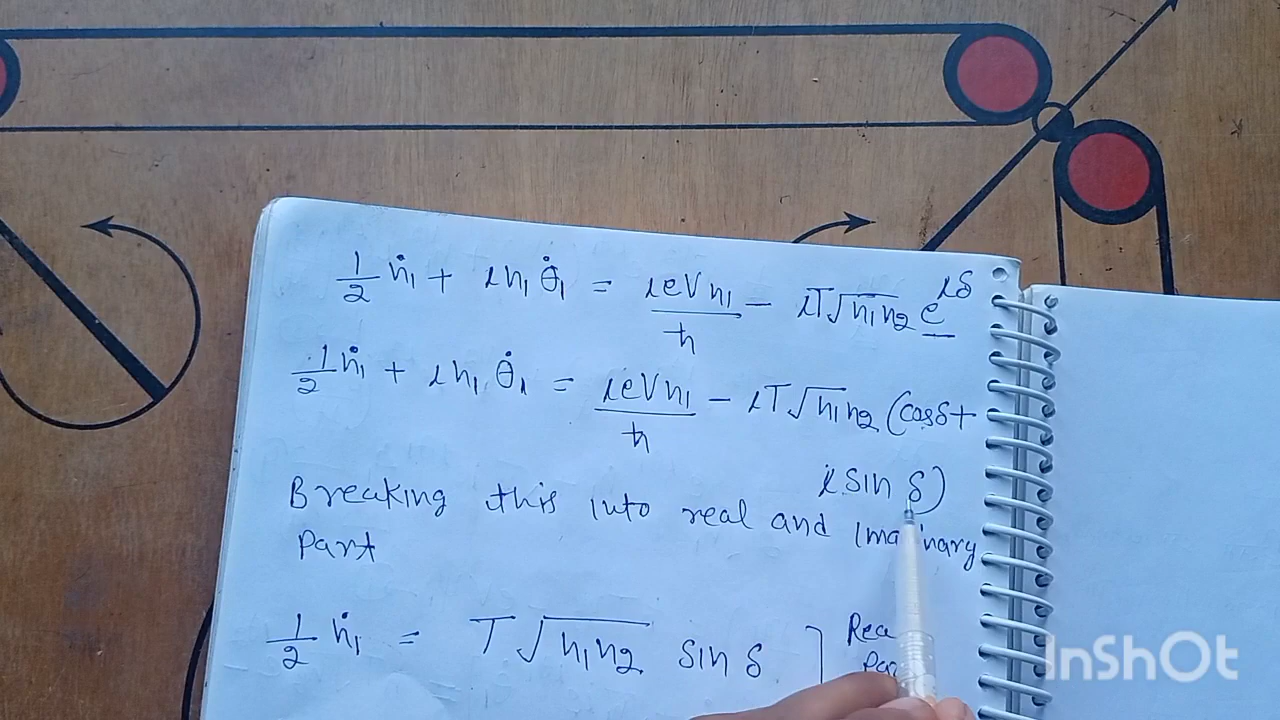 ½ ṅ₁ + i n₁ θ̇₁ = ieVn₁/ħ − iT√n₁n₂ e^iδ
½ ṅ₁ + i n₁ θ̇₁ = ieVn₁/ħ − iT√n₁n₂ (cosδ +
i sin δ)
Breaking this into real and Imaginary
Part
½ ṅ₁ = T√n₁n₂ sin δ ]
InShOt